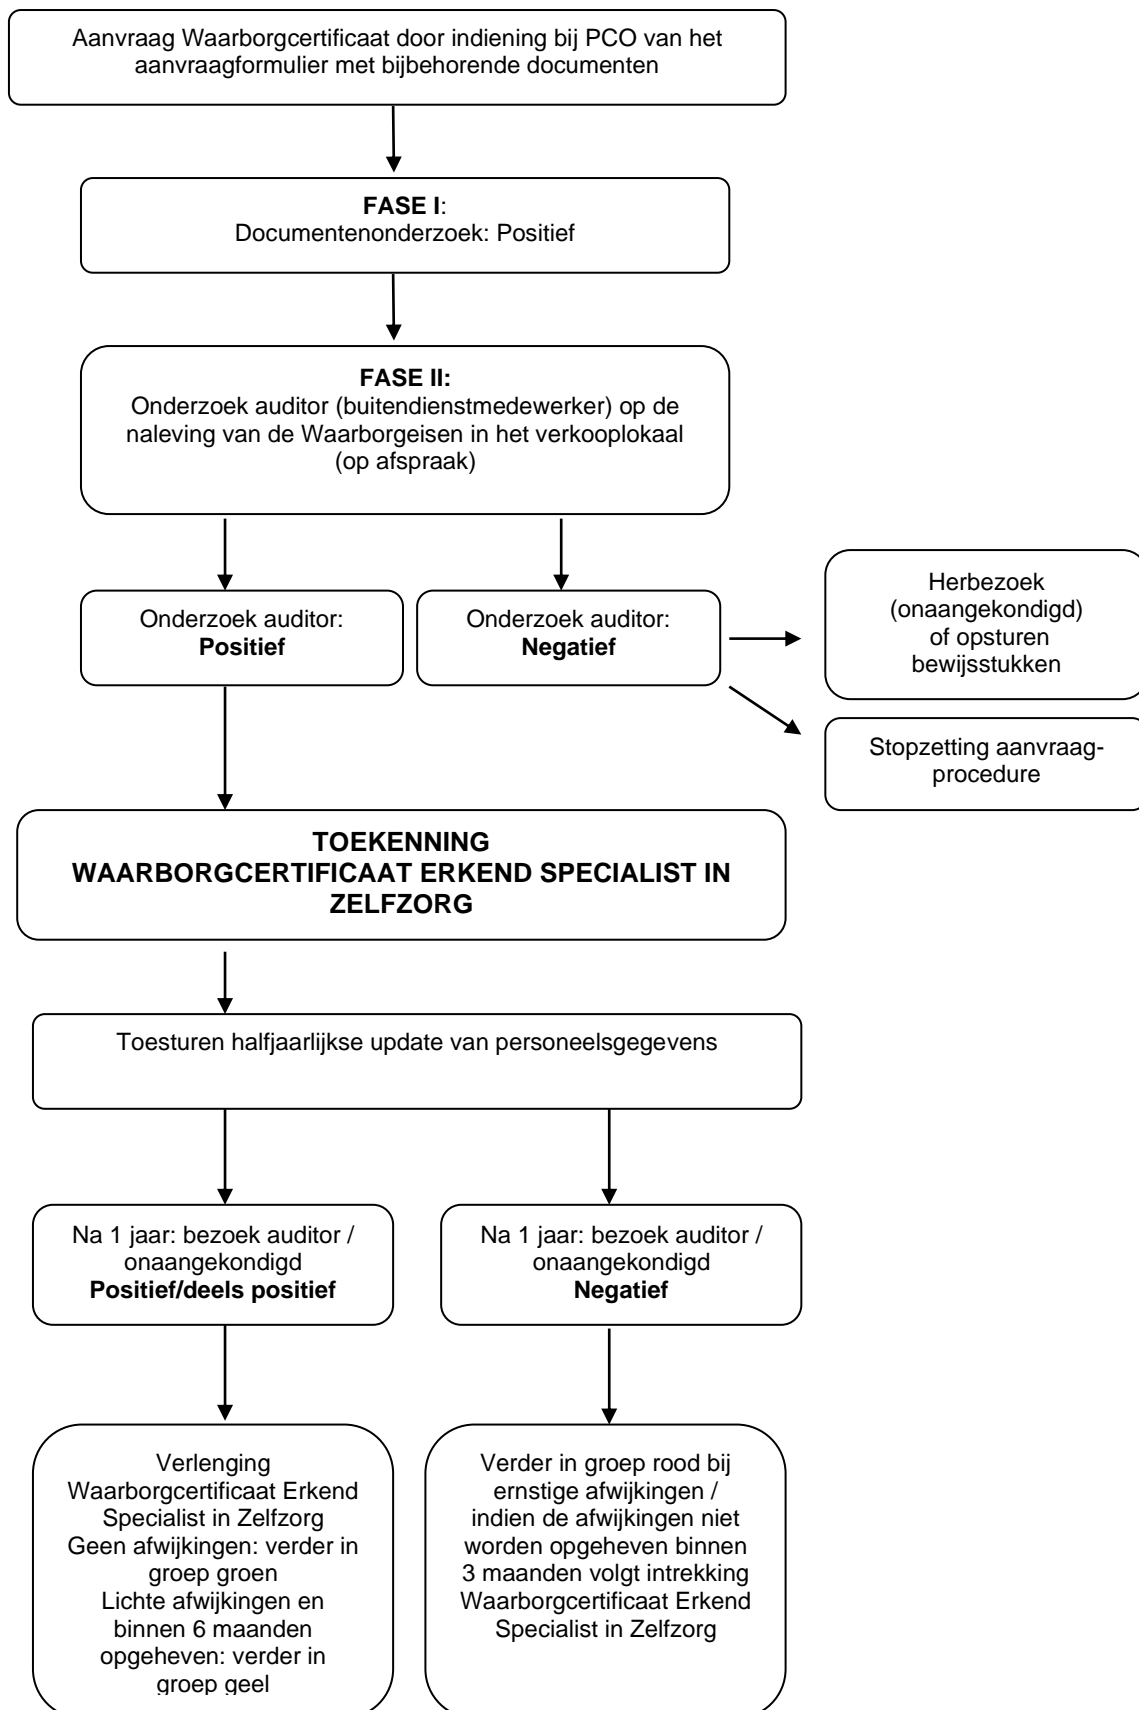 Aanvraag Waarborgcertificaat door indiening bij PCO van het
aanvraagformulier met bijbehorende documenten
FASE I:
Documentenonderzoek: Positief
FASE II:
Onderzoek auditor (buitendienstmedewerker) op de
naleving van de Waarborgeisen in het verkooplokaal
(op afspraak)
Onderzoek auditor:
Positief
Onderzoek auditor:
Negatief
Herbezoek
(onaangekondigd)
of opsturen
bewijsstukken
Stopzetting aanvraag-
procedure
TOEKENNING
WAARBORGCERTIFICAAT ERKEND SPECIALIST IN
ZELFZORG
Toesturen halfjaarlijkse update van personeelsgegevens
Na 1 jaar: bezoek auditor /
onaangekondigd
Positief/deels positief
Na 1 jaar: bezoek auditor /
onaangekondigd
Negatief
Verlenging
Waarborgcertificaat Erkend
Specialist in Zelfzorg
Geen afwijkingen: verder in
groep groen
Lichte afwijkingen en
binnen 6 maanden
opgeheven: verder in
groep geel
Verder in groep rood bij
ernstige afwijkingen /
indien de afwijkingen niet
worden opgeheven binnen
3 maanden volgt intrekking
Waarborgcertificaat Erkend
Specialist in Zelfzorg